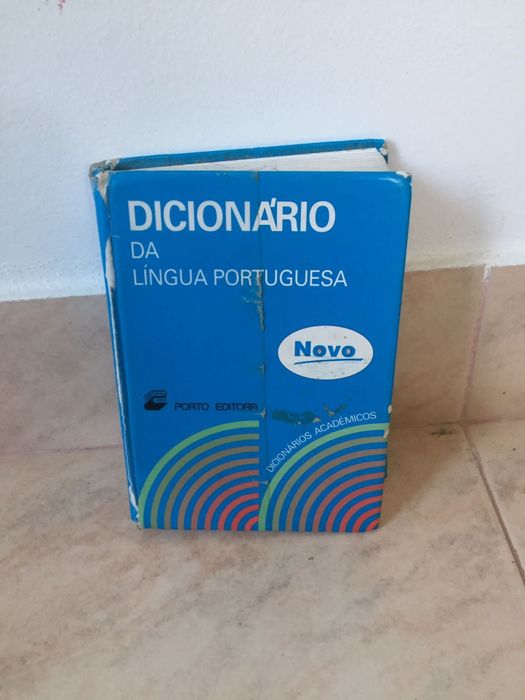 DICIONÁRIO
DA
LÍNGUA PORTUGUESA
Novo
PORTO EDITORA
DICIONÁRIOS ACADÉMICOS